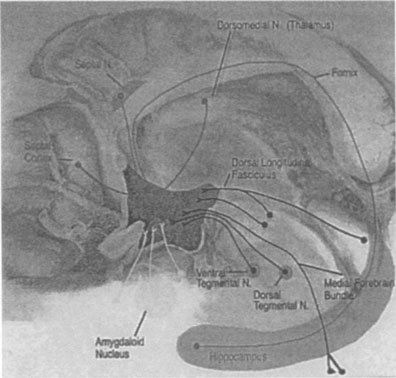 Dorsomedial N. (Thalamus)
Septal N.
Fornix
Septal
Cortex
Dorsal Longitudinal
Fasciculus
Ventral
Tegmental N.
Dorsal
Tegmental N.
Medial Forebrain
Bundle
Amygdaloid
Nucleus
Hippocampus